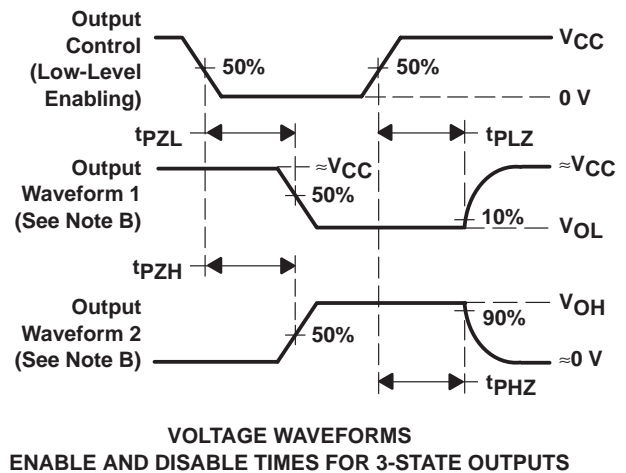 Output
Control
(Low-Level
Enabling)
50%
50%
VCC
0 V
tPZL
tPLZ
Output
Waveform 1
(See Note B)
≈VCC
50%
≈VCC
10%
VOL
tPZH
Output
Waveform 2
(See Note B)
50%
VOH
90%
≈0 V
tPHZ
VOLTAGE WAVEFORMS
ENABLE AND DISABLE TIMES FOR 3-STATE OUTPUTS